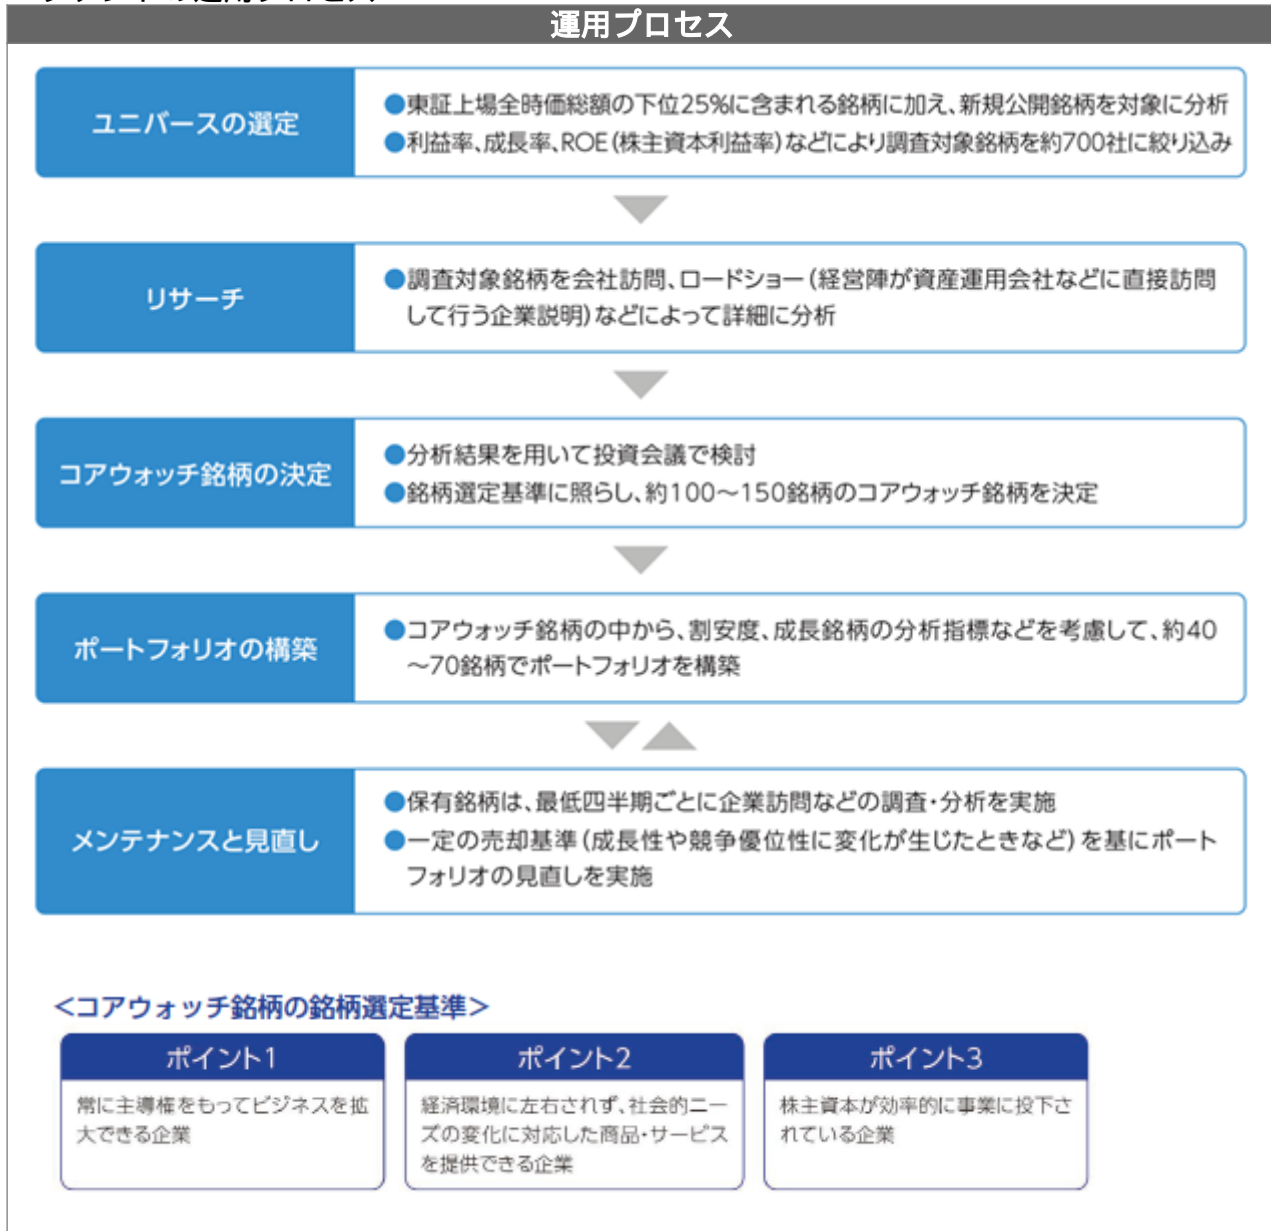 運用プロセス
ユニバースの選定
●東証上場全時価総額の下位25%に含まれる銘柄に加え、新規公開銘柄を対象に分析
●利益率、成長率、ROE(株主資本利益率)などにより調査対象銘柄を約700社に絞り込み
リサーチ
●調査対象銘柄を会社訪問、ロードショー(経営陣が資産運用会社などに直接訪問
して行う企業説明)などによって詳細に分析
コアウォッチ銘柄の決定
●分析結果を用いて投資会議で検討
●銘柄選定基準に照らし、約100～150銘柄のコアウォッチ銘柄を決定
ポートフォリオの構築
●コアウォッチ銘柄の中から、割安度、成長銘柄の分析指標などを考慮して、約40
～70銘柄でポートフォリオを構築
メンテナンスと見直し
●保有銘柄は、最低四半期ごとに企業訪問などの調査・分析を実施
●一定の売却基準(成長性や競争優位性に変化が生じたときなど)を基にポート
フォリオの見直しを実施
＜コアウォッチ銘柄の銘柄選定基準＞
ポイント1
常に主導権をもってビジネスを拡
大できる企業
ポイント2
経済環境に左右されず、社会的ニー
ズの変化に対応した商品・サービス
を提供できる企業
ポイント3
株主資本が効率的に事業に投下さ
れている企業